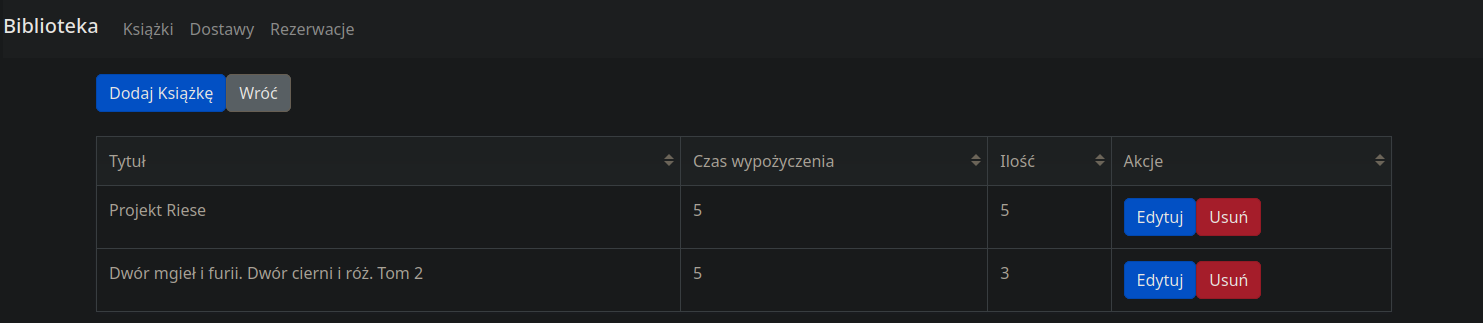 Biblioteka Książki Dostawy Rezerwacje
Dodaj Książkę Wróć
Tytuł Czas wypożyczenia Ilość Akcje
Projekt Riese 5 5 Edytuj Usuń
Dwór mgieł i furii. Dwór cierni i róż. Tom 2 5 3 Edytuj Usuń